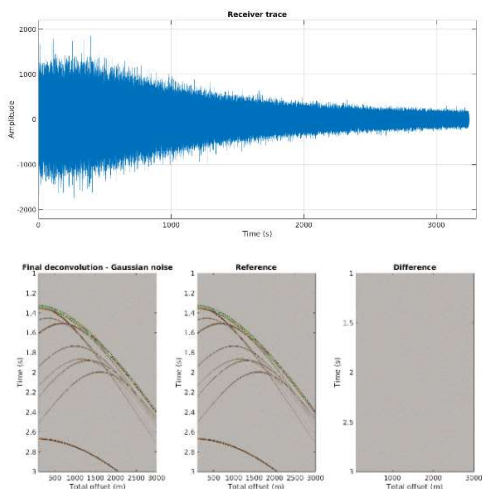 Receiver trace
2000
1000
0
-1000
-2000
Amplitude
0 1000 2000 3000
Time (s)
Final deconvolution - Gaussian noise
1
1.2
1.4
1.6
1.8
2
2.2
2.4
2.6
2.8
3
Time (s)
500 1000 1500 2000 2500 3000
Total offset (m)
Reference
1
1.2
1.4
1.6
1.8
2
2.2
2.4
2.6
2.8
3
Time (s)
500 1000 1500 2000 2500 3000
Total offset (m)
Difference
1
1.5
2
2.5
3
Time (s)
1000 2000 3000
Total offset (m)